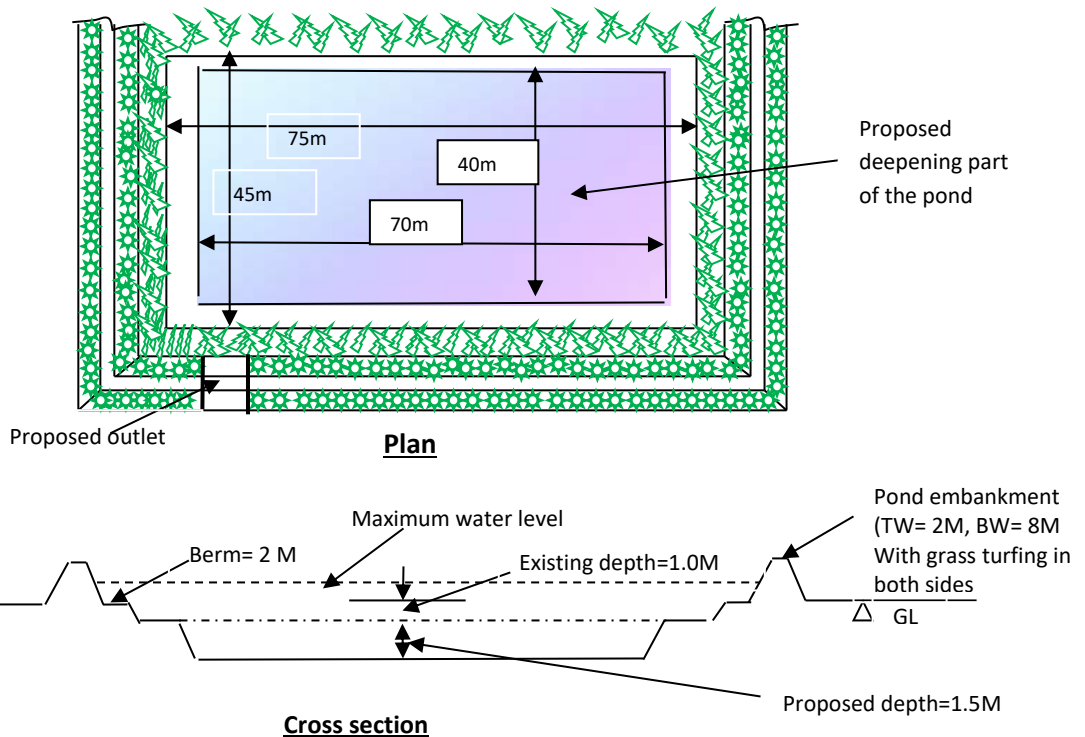 75m
40m
45m
70m
Proposed
deepening part
of the pond
Proposed outlet
Plan
Maximum water level
Berm= 2 M
Existing depth=1.0M
Pond embankment
(TW= 2M, BW= 8M
With grass turfing in
both sides
GL
Proposed depth=1.5M
Cross section